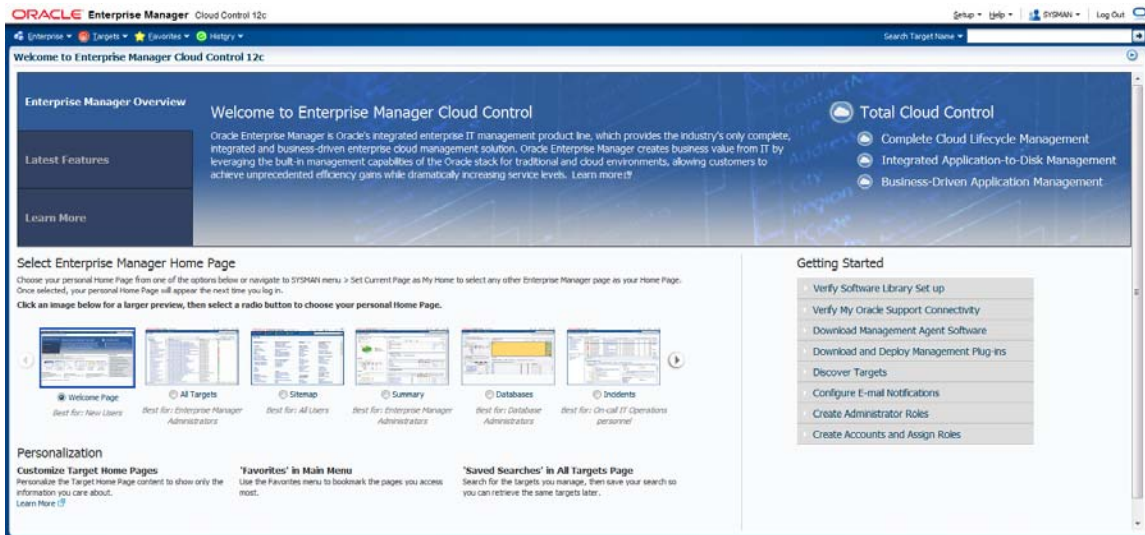 ORACLE Enterprise Manager Cloud Control 12c
Setup Help SYSMAN Log Out
Enterprise Targets Favorites History
Search Target Name
Welcome to Enterprise Manager Cloud Control 12c
Enterprise Manager Overview
Latest Features
Learn More
Welcome to Enterprise Manager Cloud Control
Oracle Enterprise Manager is Oracle's integrated enterprise IT management product line, which provides the industry's only complete,
integrated and business-driven enterprise cloud management solution. Oracle Enterprise Manager creates business value from IT by
leveraging the built-in management capabilities of the Oracle stack for traditional and cloud environments, allowing customers to
achieve unprecedented efficiency gains while dramatically increasing service levels. Learn more
Total Cloud Control
Complete Cloud Lifecycle Management
Integrated Application-to-Disk Management
Business-Driven Application Management
Select Enterprise Manager Home Page
Choose your personal Home Page from one of the options below or navigate to SYSMAN menu > Set Current Page as My Home to select any other Enterprise Manager page as your Home Page.
Once selected, your personal Home Page will appear the next time you log in.
Click an image below for a larger preview, then select a radio button to choose your personal Home Page.
Welcome Page
Best for: New Users
All Targets
Best for: Enterprise Manager
Administrators
Sitemap
Best for: All Users
Summary
Best for: Enterprise Manager
Administrators
Databases
Best for: Database
Administrators
Incidents
Best for: On-call IT Operations
personnel
Personalization
Customize Target Home Pages
Personalize the Target Home Page content to show only the
information you care about.
Learn More
'Favorites' in Main Menu
Use the Favorites menu to bookmark the pages you access
most.
'Saved Searches' in All Targets Page
Search for the targets you manage, then save your search so
you can retrieve the same targets later.
Getting Started
Verify Software Library Set up
Verify My Oracle Support Connectivity
Download Management Agent Software
Download and Deploy Management Plug-ins
Discover Targets
Configure E-mail Notifications
Create Administrator Roles
Create Accounts and Assign Roles